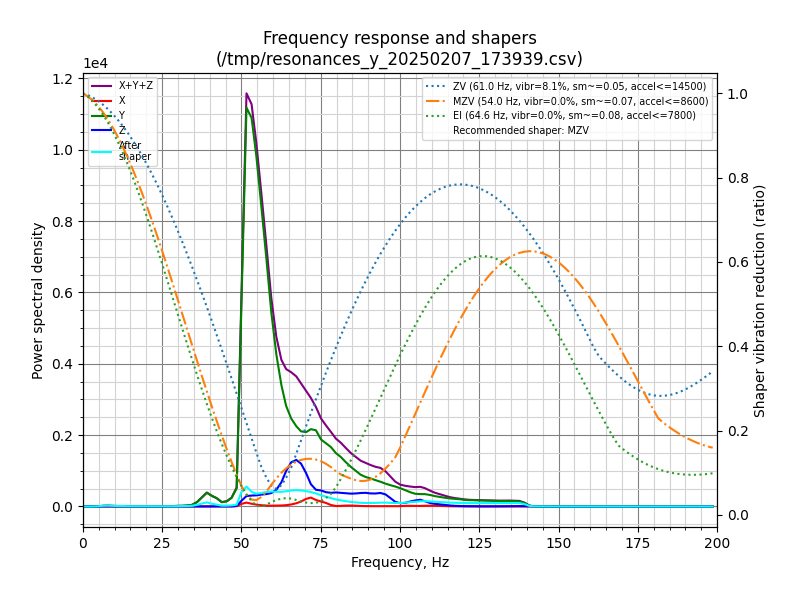 Frequency response and shapers
(/tmp/resonances_y_20250207_173939.csv)
1e4
X+Y+Z
X
Y
Z
After
shaper
ZV (61.0 Hz, vibr=8.1%, sm~=0.05, accel<=14500)
MZV (54.0 Hz, vibr=0.0%, sm~=0.07, accel<=8600)
EI (64.6 Hz, vibr=0.0%, sm~=0.08, accel<=7800)
Recommended shaper: MZV
Power spectral density
1.2
1.0
0.8
0.6
0.4
0.2
0.0
1.0
0.8
0.6
0.4
0.2
0.0
Shaper vibration reduction (ratio)
0 25 50 75 100 125 150 175 200
Frequency, Hz